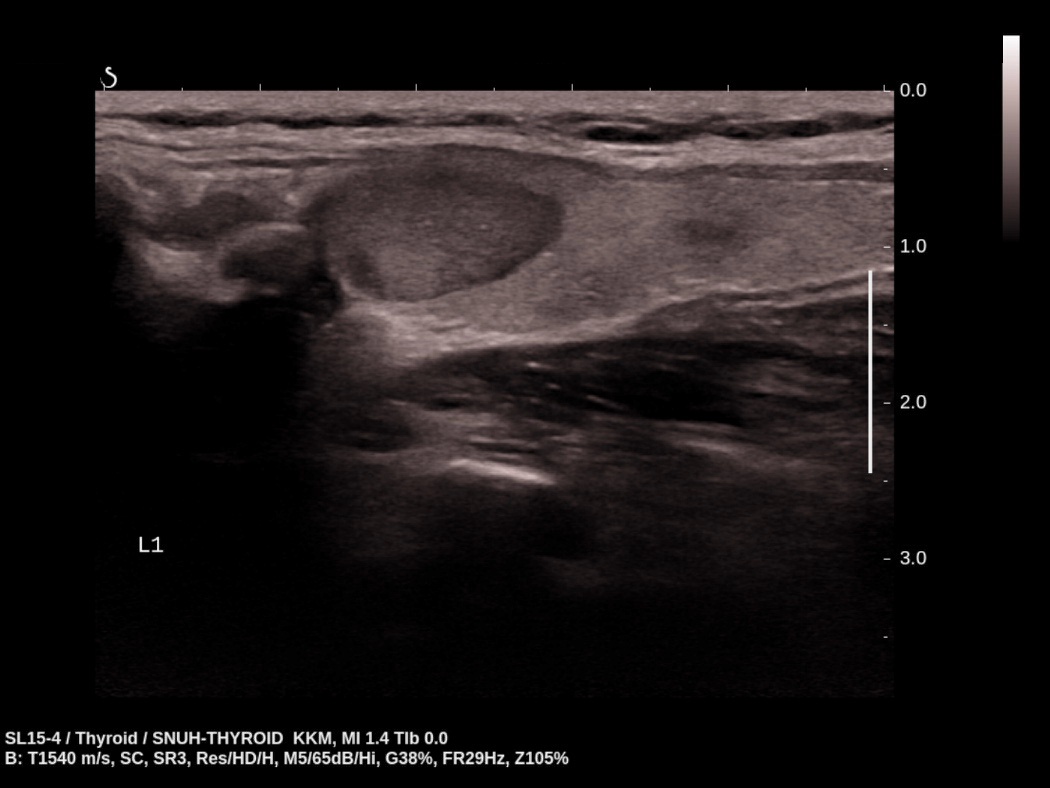 0.0
1.0
2.0
L1
3.0
SL15-4 / Thyroid / SNUH-THYROID KKM, MI 1.4 TIb 0.0
B: T1540 m/s, SC, SR3, Res/HD/H, M5/65dB/Hi, G38%, FR29Hz, Z105%